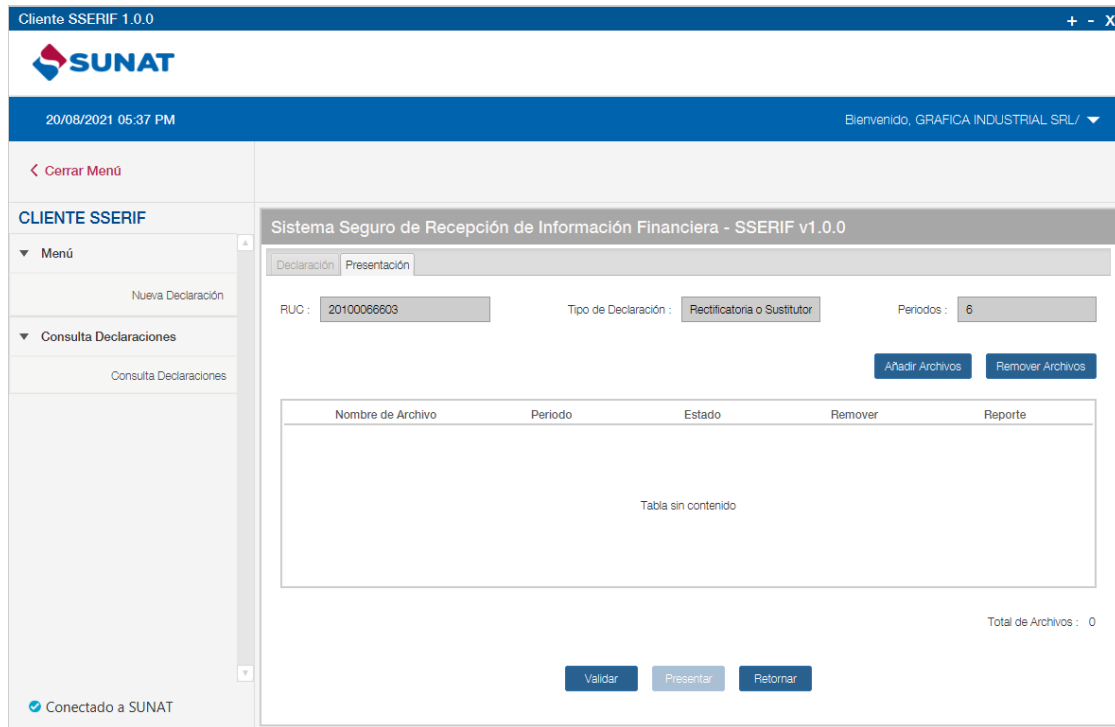 Cliente SSERIF 1.0.0 + - X
SUNAT
20/08/2021 05:37 PM Bienvenido, GRAFICA INDUSTRIAL SRL/
Cerrar Menú
CLIENTE SSERIF
Menú
Nueva Declaración
Consulta Declaraciones
Consulta Declaraciones
Conectado a SUNAT
Sistema Seguro de Recepción de Información Financiera - SSERIF v1.0.0
Declaración Presentación
RUC : 20100066603 Tipo de Declaración : Rectificatoria o Sustitutor Periodos : 6
Añadir Archivos Remover Archivos
Nombre de Archivo Periodo Estado Remover Reporte
Tabla sin contenido
Total de Archivos : 0
Validar Presentar Retornar